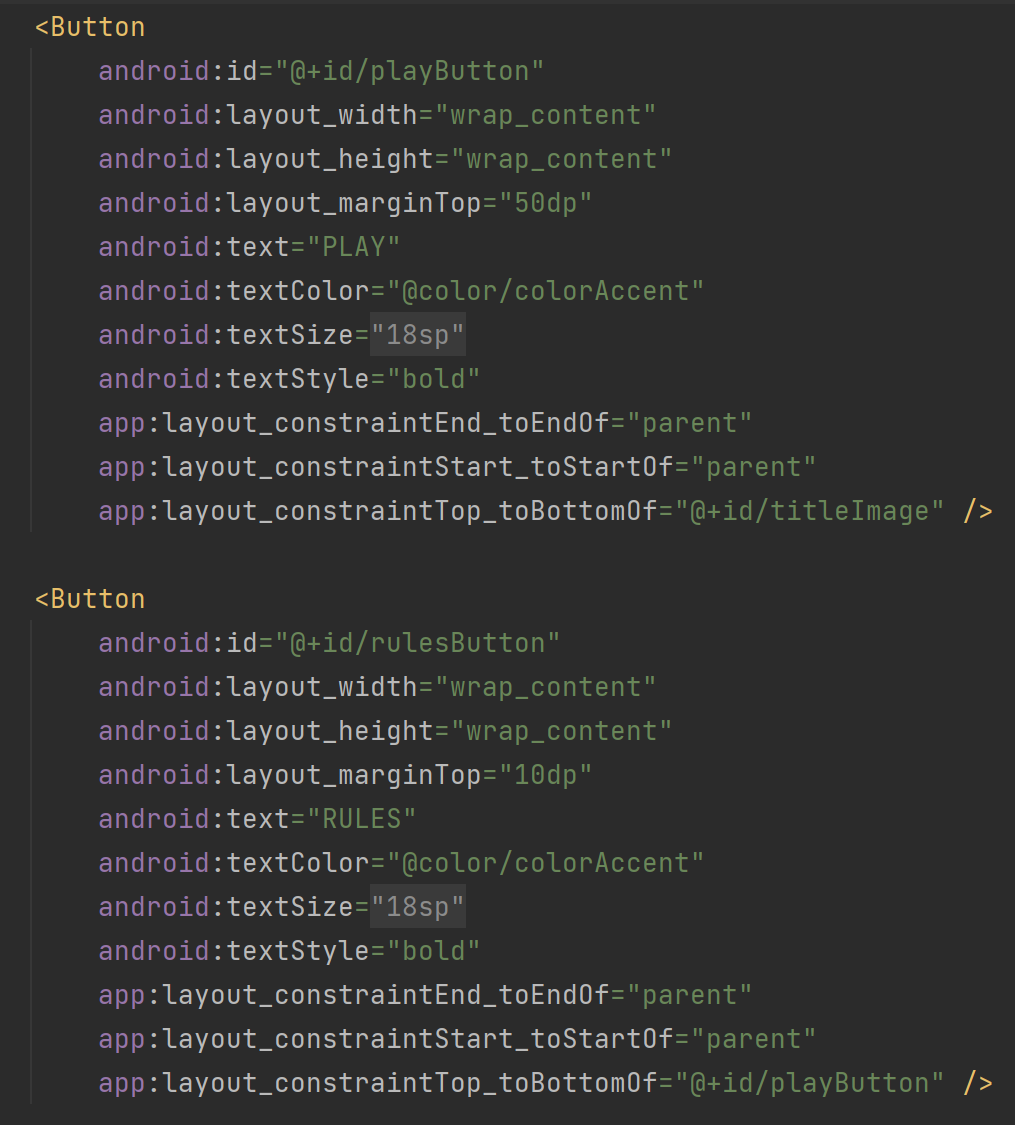 <Button
android:id="@+id/playButton"
android:layout_width="wrap_content"
android:layout_height="wrap_content"
android:layout_marginTop="50dp"
android:text="PLAY"
android:textColor="@color/colorAccent"
android:textSize="18sp"
android:textStyle="bold"
app:layout_constraintEnd_toEndOf="parent"
app:layout_constraintStart_toStartOf="parent"
app:layout_constraintTop_toBottomOf="@+id/titleImage" />
<Button
android:id="@+id/rulesButton"
android:layout_width="wrap_content"
android:layout_height="wrap_content"
android:layout_marginTop="10dp"
android:text="RULES"
android:textColor="@color/colorAccent"
android:textSize="18sp"
android:textStyle="bold"
app:layout_constraintEnd_toEndOf="parent"
app:layout_constraintStart_toStartOf="parent"
app:layout_constraintTop_toBottomOf="@+id/playButton" />